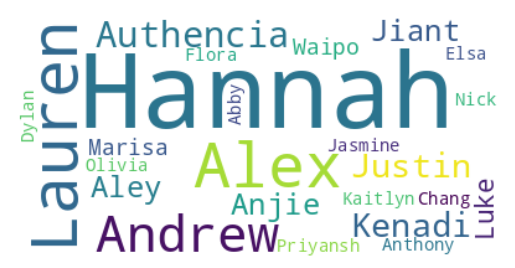 Authencia
Jiant
Flora
Waipo
Elsa
Lauren
Hannah
Dylan
Abby
Nick
Marisa
Jasmine
Olivia
Alex
Justin
Aley
Anjie
Kaitlyn
Chang
Luke
Andrew
Kenadi
Priyansh
Anthony